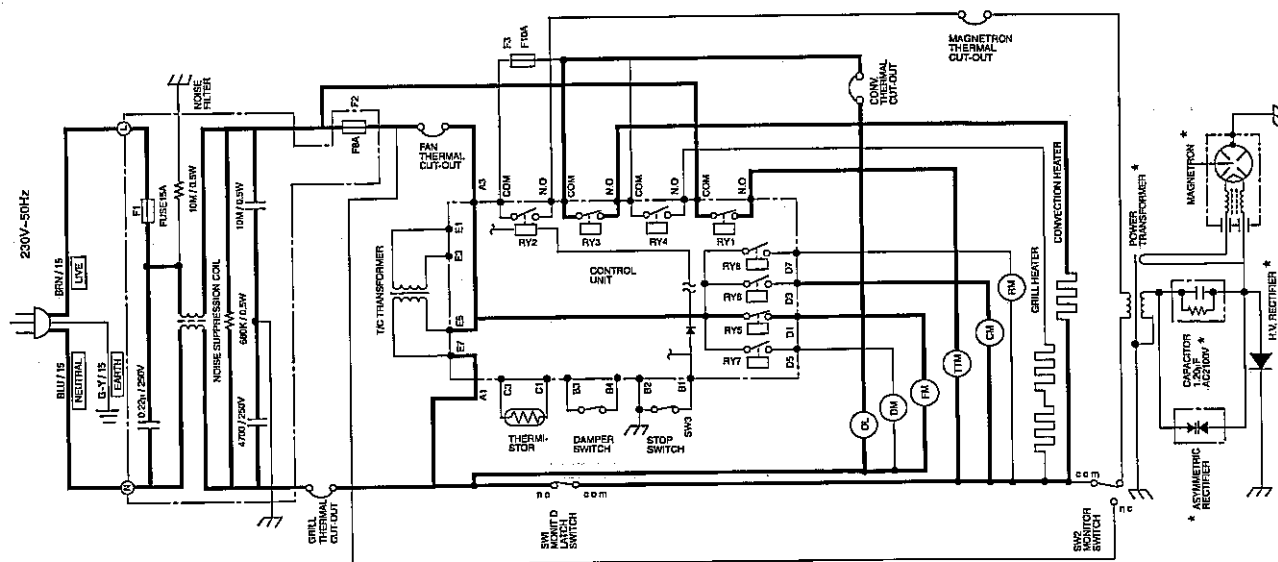 230V~50Hz
BRN / 15
LIVE
BLU / 15
NEUTRAL
G-Y / 15
EARTH
L
N
F1
FUSE15A
0.22μ / 250V
10M / 0.5W
NOISE
FILTER
NOISE SUPPRESSION COIL
680K / 0.5W
10M / 0.5W
4700 / 250V
F2
F8A
GRILL
THERMAL
CUT-OUT
FAN
THERMAL
CUT-OUT
T/C TRANSFORMER
A3
E1
E3
E5
E7
A1
F3
F10A
COM
N.O
COM
N.O
COM
N.O
COM
N.O
RY2
RY3
RY4
RY1
CONTROL
UNIT
RY8
RY6
RY5
RY7
D7
D3
D1
D5
C3
C1
B3
B4
B2
B1
THERMI-
STOR
DAMPER
SWITCH
STOP
SWITCH
SW3
nc
com
SW1
MONIT D
LATCH
SWITCH
CONV.
THERMAL
CUT-OUT
MAGNETRON
THERMAL
CUT-OUT
OL
DM
FM
TTM
CM
RM
GRILL HEATER
CONVECTION HEATER
com
nc
SW2
MONITOR
SWITCH
POWER
TRANSFORMER *
MAGNETRON *
CAPACITOR
1.20μF
AC2100V *
* ASYMMETRIC
RECTIFIER
H.V. RECTIFIER *